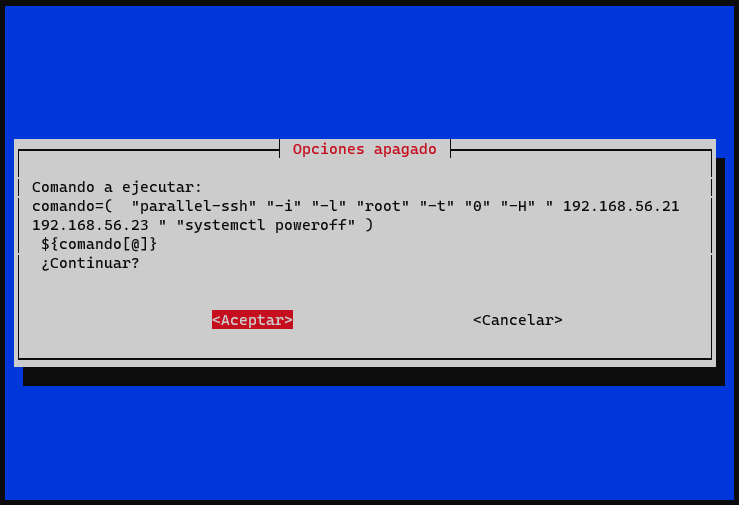 Opciones apagado
Comando a ejecutar:
comando=(  "parallel-ssh" "-i" "-l" "root" "-t" "0" "-H" " 192.168.56.21
192.168.56.23 " "systemctl poweroff" )
${comando[@]}
¿Continuar?
<Aceptar> <Cancelar>